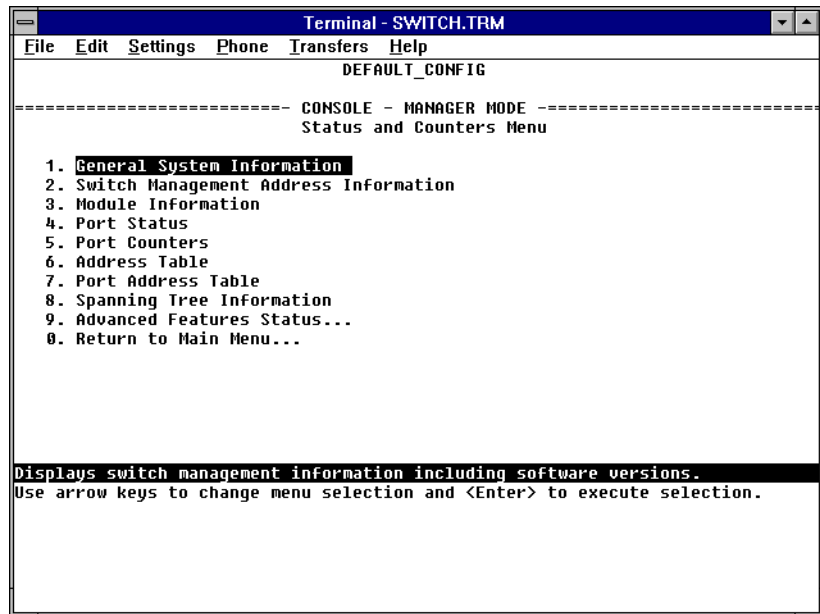 Terminal - SWITCH.TRM
File Edit Settings Phone Transfers Help
DEFAULT_CONFIG
==========================- CONSOLE - MANAGER MODE -===========================
Status and Counters Menu
1. General System Information
2. Switch Management Address Information
3. Module Information
4. Port Status
5. Port Counters
6. Address Table
7. Port Address Table
8. Spanning Tree Information
9. Advanced Features Status...
0. Return to Main Menu...
Displays switch management information including software versions.
Use arrow keys to change menu selection and <Enter> to execute selection.